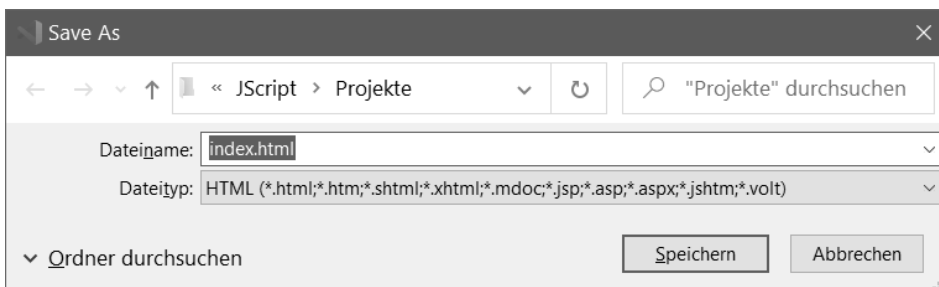 Save As
« JScript > Projekte "Projekte" durchsuchen
Dateiname: index.html
Dateityp: HTML (*.html;*.htm;*.shtml;*.xhtml;*.mdoc;*.jsp;*.asp;*.aspx;*.jshtm;*.volt)
Ordner durchsuchen Speichern Abbrechen